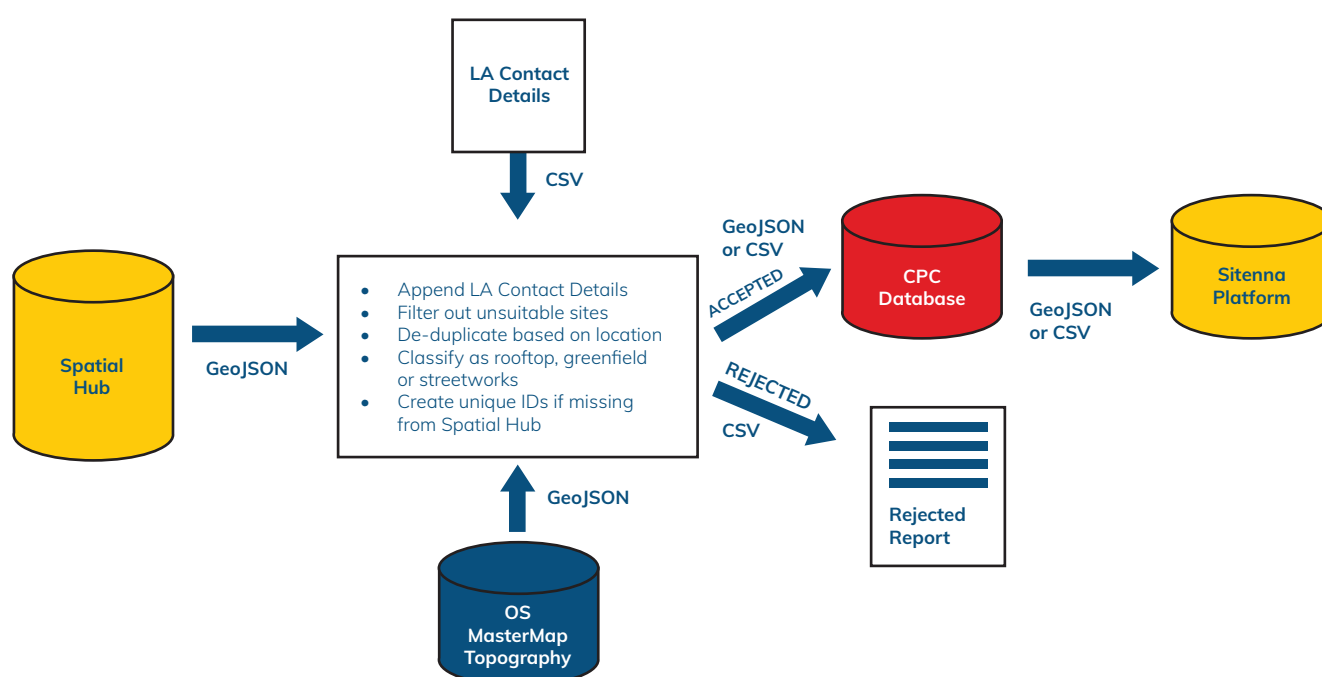 LA Contact
Details
CSV
Spatial
Hub
GeoJSON
• Append LA Contact Details
• Filter out unsuitable sites
• De-duplicate based on location
• Classify as rooftop, greenfield
or streetworks
• Create unique IDs if missing
from Spatial Hub
GeoJSON
OS
MasterMap
Topography
GeoJSON
or CSV
ACCEPTED
CPC
Database
GeoJSON
or CSV
Sitenna
Platform
REJECTED
CSV
Rejected
Report